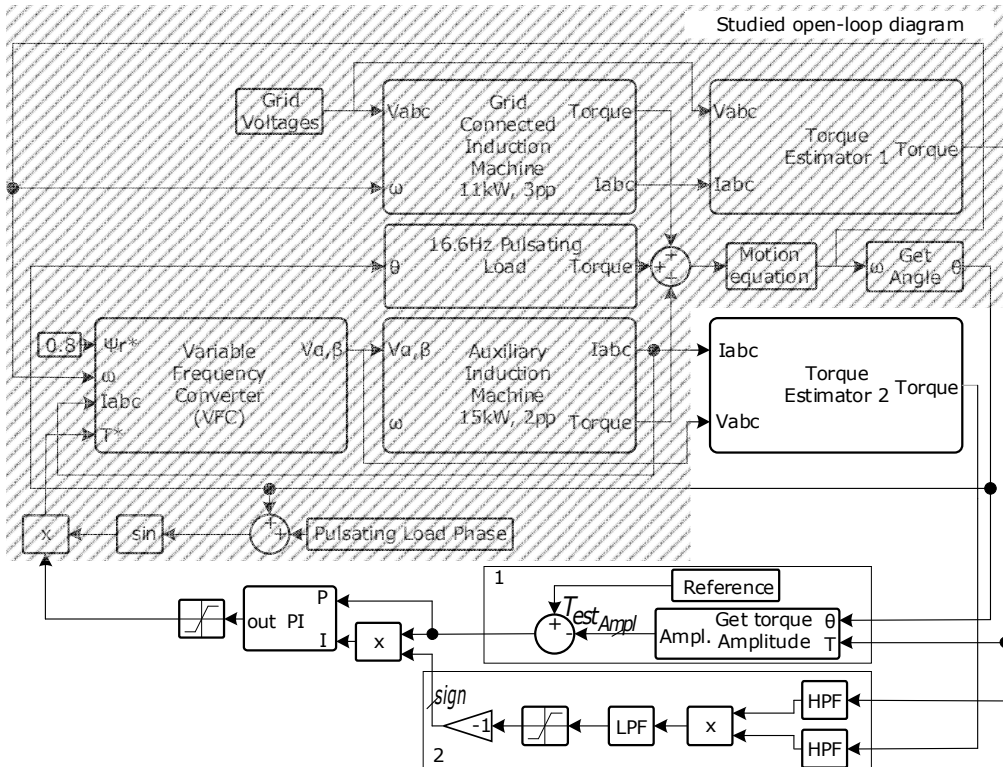 Studied open-loop diagram
Grid
Voltages
Vabc
Grid
Connected
Induction
Machine
11kW, 3pp
Torque
Iabc
ω
Vabc
Iabc
Torque
Estimator 1
Torque
θ
16.6Hz Pulsating
Load
Torque
+
+
-
Motion
equation
ω
Get
Angle
θ
0.8
Ψr*
ω
Iabc
T*
Variable
Frequency
Converter
(VFC)
Vα,β
Vα,β
ω
Auxiliary
Induction
Machine
15kW, 2pp
Iabc
Torque
Iabc
Vabc
Torque
Estimator 2
Torque
x
sin
+
+
Pulsating Load Phase
1
Reference
+
-
TestAmpl
Ampl.
Get torque
Amplitude
θ
T
out PI
P
I
x
sign
-1
LPF
x
HPF
HPF
2